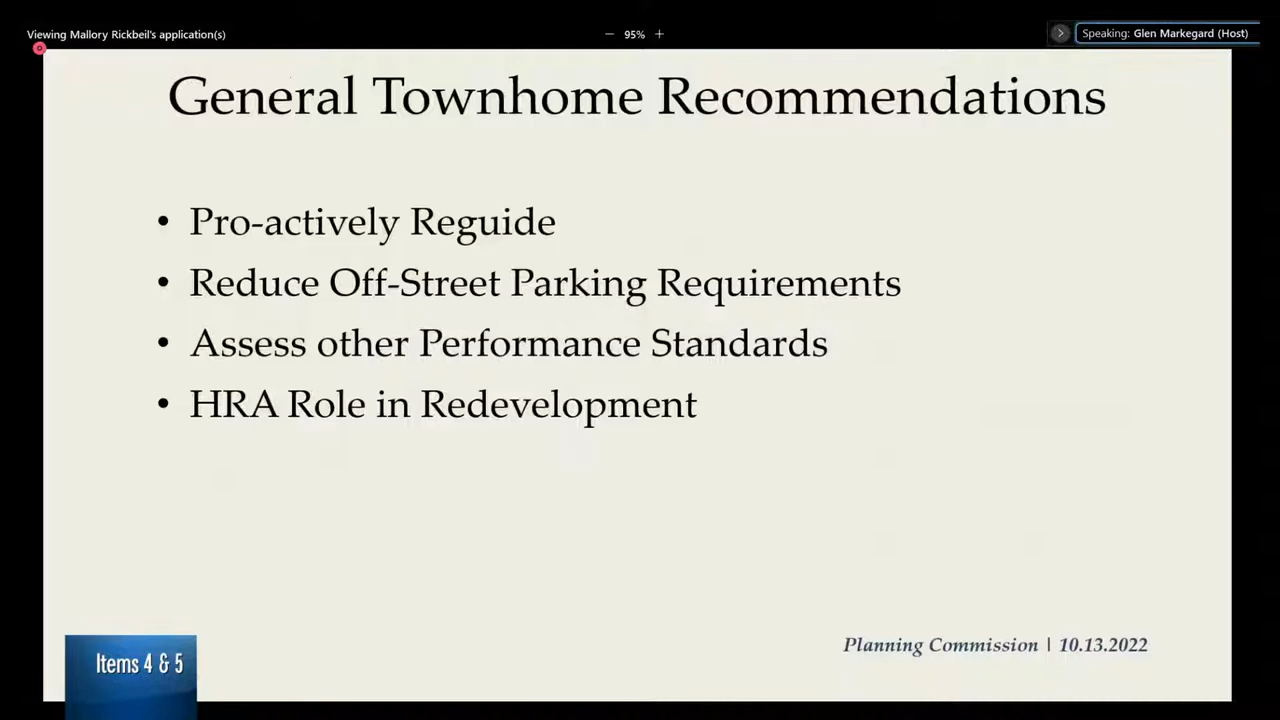 Viewing Mallory Rickbeil's application(s)
− 95% +
Speaking: Glen Markegard (Host)
General Townhome Recommendations
• Pro-actively Reguide
• Reduce Off-Street Parking Requirements
• Assess other Performance Standards
• HRA Role in Redevelopment
Planning Commission | 10.13.2022
Items 4 & 5